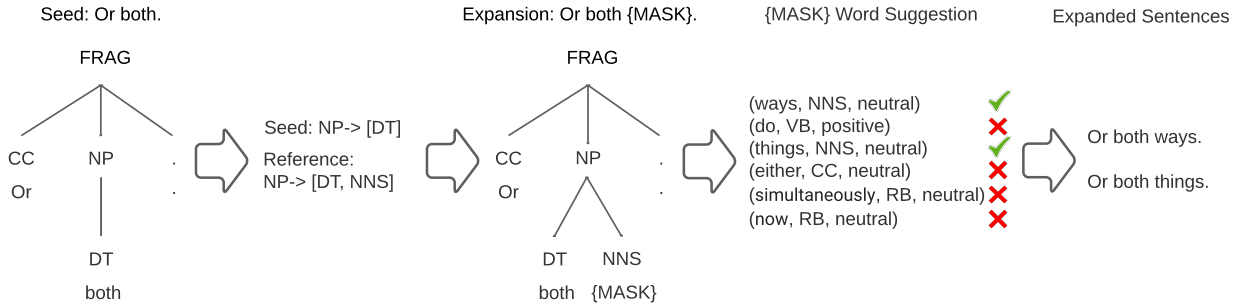 Seed: Or both.
FRAG
CC NP .
Or .
DT
both
Seed: NP-> [DT]
Reference:
NP-> [DT, NNS]
Expansion: Or both {MASK}.
FRAG
CC NP .
Or .
DT NNS
both {MASK}
{MASK} Word Suggestion
(ways, NNS, neutral)
(do, VB, positive)
(things, NNS, neutral)
(either, CC, neutral)
(simultaneously, RB, neutral)
(now, RB, neutral)
Expanded Sentences
Or both ways.
Or both things.